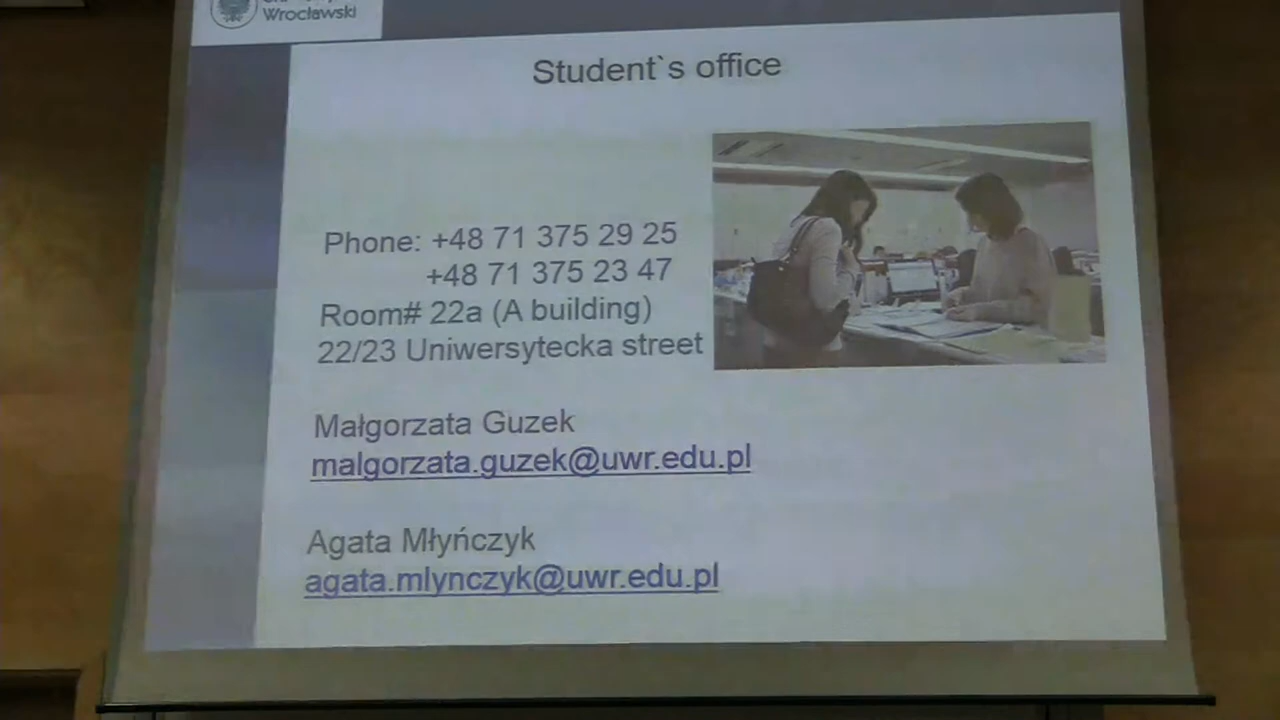 Wrocławski
Student`s office
Phone: +48 71 375 29 25
+48 71 375 23 47
Room# 22a (A building)
22/23 Uniwersytecka street
Małgorzata Guzek
malgorzata.guzek@uwr.edu.pl
Agata Młyńczyk
agata.mlynczyk@uwr.edu.pl